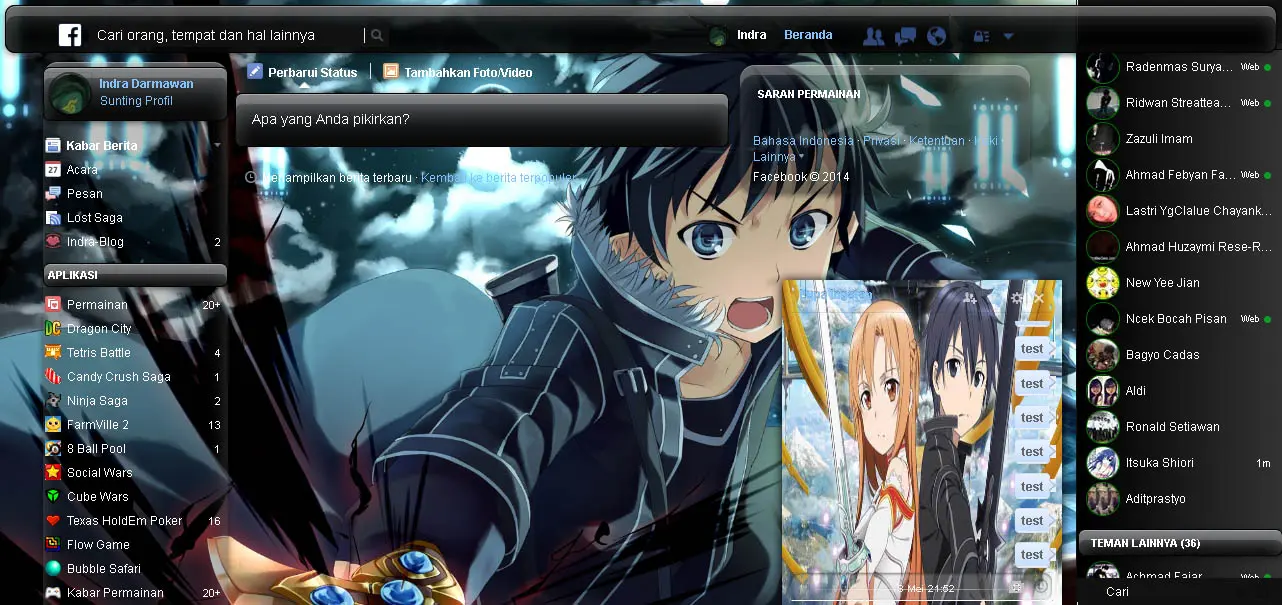 Cari orang, tempat dan hal lainnya
Indra
Beranda
Indra Darmawan
Sunting Profil
Kabar Berita
27 Acara
Pesan
Lost Saga
Indra-Blog 2
APLIKASI
Permainan 20+
Dragon City
Tetris Battle 4
Candy Crush Saga 1
Ninja Saga 2
FarmVille 2 13
8 Ball Pool 1
Social Wars
Cube Wars
Texas HoldEm Poker 16
Flow Game
Bubble Safari
Kabar Permainan 20+
Perbarui Status
Tambahkan Foto/Video
Apa yang Anda pikirkan?
berita terbaru ·
ke berita terpopuler
SARAN PERMAINAN
Bahasa Indonesia · Privasi · Ketentuan ·
Lainnya
Facebook © 2014
test
test
test
test
test
test
test
Mei 21:52
Radenmas Surya... Web
Ridwan Streattea... Web
Zazuli Imam
Ahmad Febyan Fa... Web
Lastri YgClalue Chayank...
Ahmad Huzaymi Rese-R...
New Yee Jian
Ncek Bocah Pisan Web
Bagyo Cadas
Aldi
Ronald Setiawan
Itsuka Shiori 1m
Aditprastyo
TEMAN LAINNYA (36)
Achmad Fajar Web
Cari